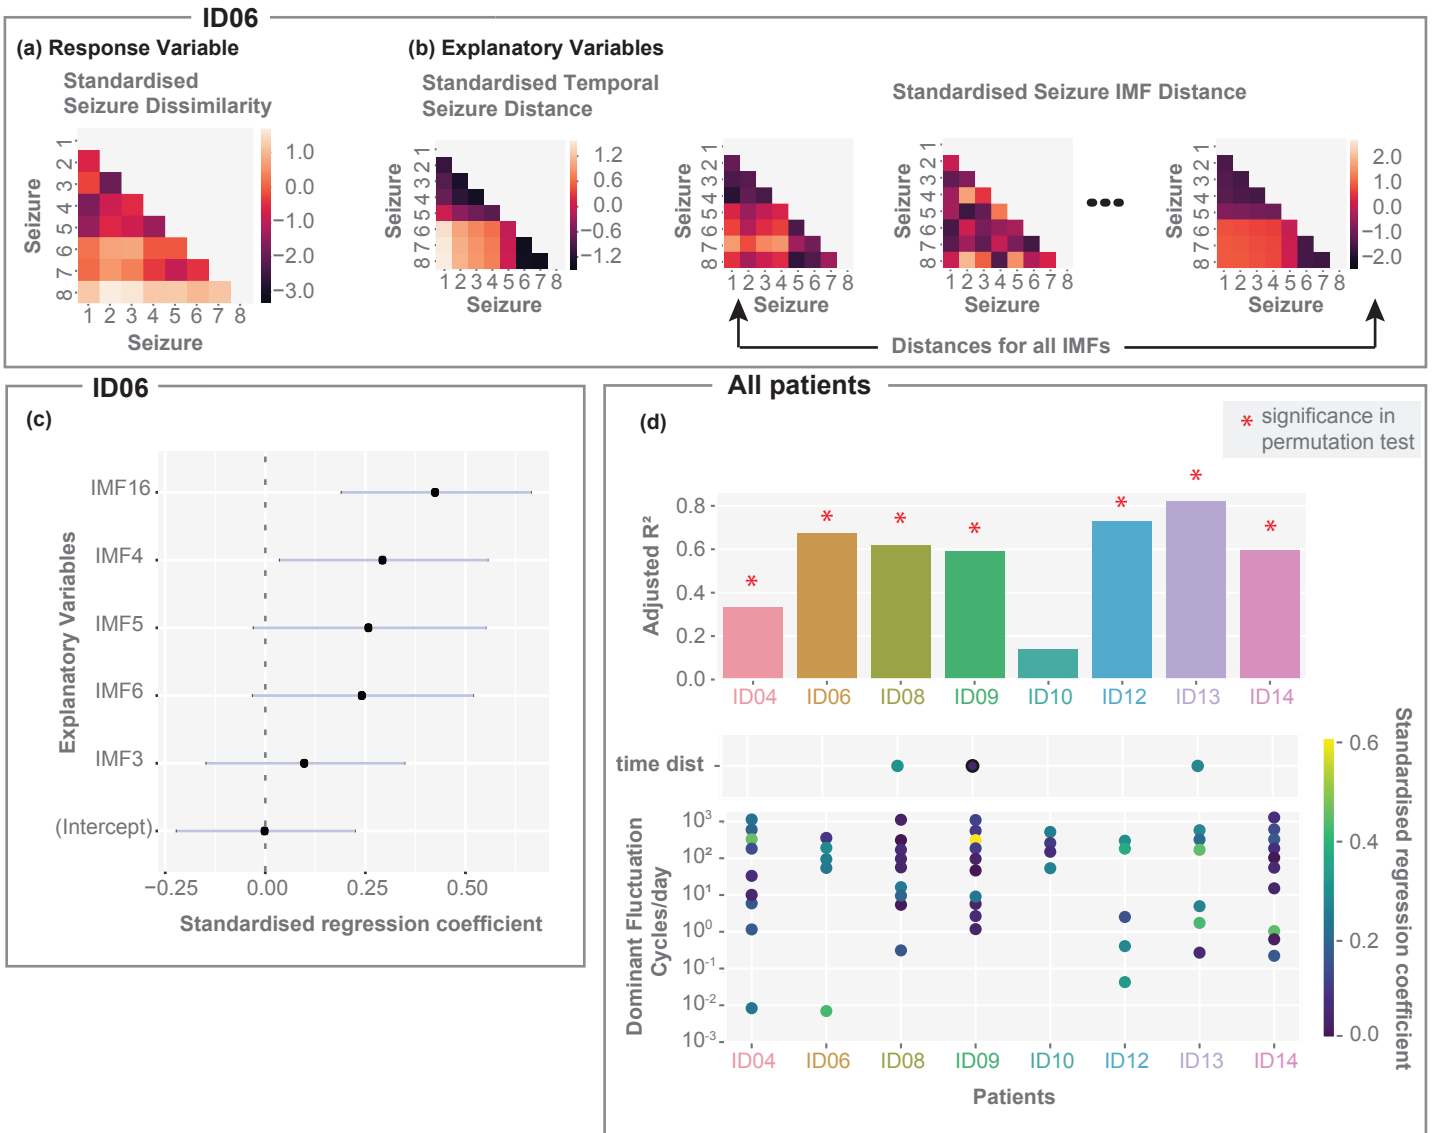 ID06
(a) Response Variable
(b) Explanatory Variables
Standardised
Seizure Dissimilarity
Standardised Temporal
Seizure Distance
Standardised Seizure IMF Distance
Seizure
1
2
3
4
5
6
7
8
1 2 3 4 5 6 7 8
Seizure
1.0
0.0
−1.0
−2.0
−3.0
Seizure
1
2
3
4
5
6
7
8
1 2 3 4 5 6 7 8
Seizure
1.2
0.6
0.0
−0.6
−1.2
Seizure
1
2
3
4
5
6
7
8
1 2 3 4 5 6 7 8
Seizure
Seizure
1
2
3
4
5
6
7
8
1 2 3 4 5 6 7 8
Seizure
Seizure
1
2
3
4
5
6
7
8
1 2 3 4 5 6 7 8
Seizure
2.0
1.0
0.0
−1.0
−2.0
Distances for all IMFs
ID06
(c)
Explanatory Variables
IMF16
IMF4
IMF5
IMF6
IMF3
(Intercept)
−0.25 0.00 0.25 0.50
Standardised regression coefficient
All patients
(d)
* significance in
permutation test
Adjusted R²
0.8
0.6
0.4
0.2
0.0
* * * * * * *
ID04 ID06 ID08 ID09 ID10 ID12 ID13 ID14
time dist
Dominant Fluctuation
Cycles/day
10³
10²
10¹
10⁰
10⁻¹
10⁻²
10⁻³
ID04 ID06 ID08 ID09 ID10 ID12 ID13 ID14
Patients
0.6
0.4
0.2
0.0
Standardised regression coefficient